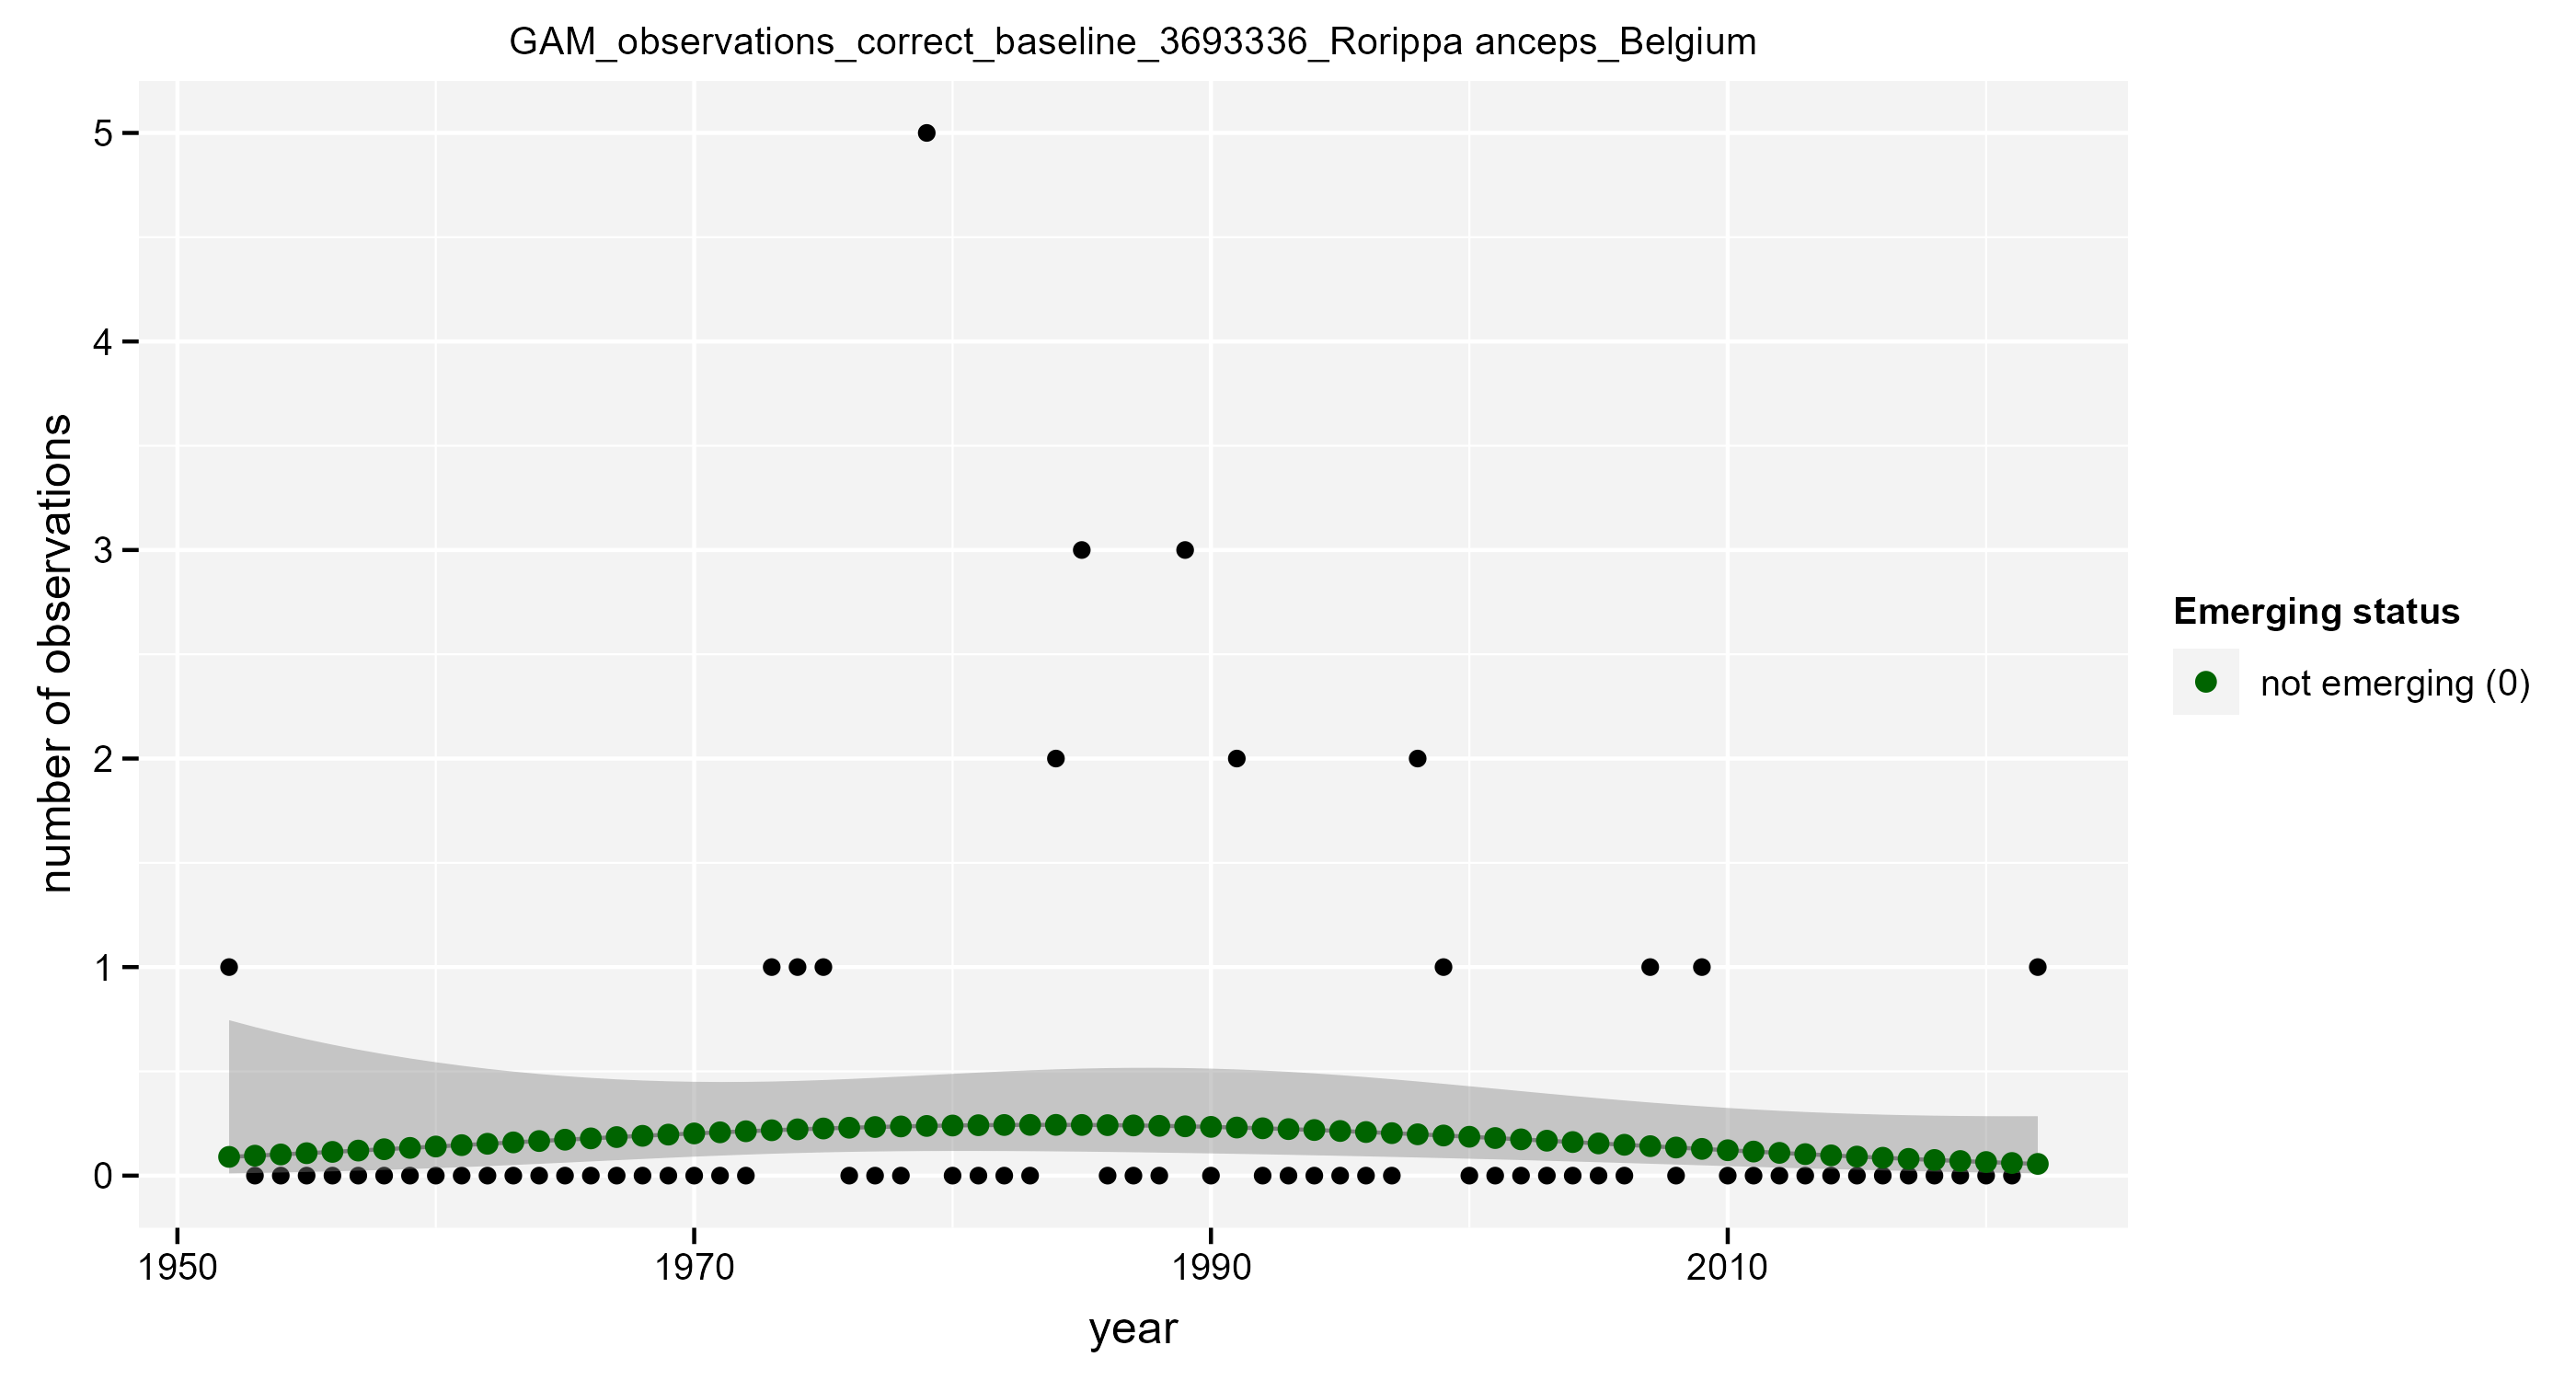 GAM_observations_correct_baseline_3693336_Rorippa anceps_Belgium
number of observations
5
4
3
2
1
0
1950 1970 1990 2010
year
Emerging status
not emerging (0)